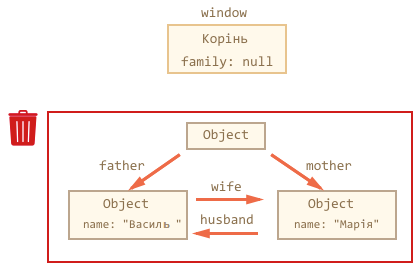 window
Корінь
family: null
Object
father
mother
wife
Object
Object
name: "Василь "
name: "Марія"
husband